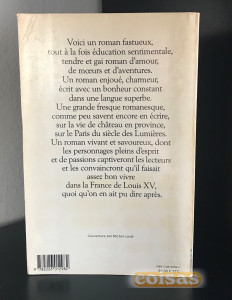 Voici un roman fastueux,
tout à la fois éducation sentimentale,
tendre et gai roman d'amour,
de mœurs et d'aventures.
Un roman enjoué, charmeur,
écrit avec un bonheur constant
dans une langue superbe.
Une grande fresque romanesque,
comme peu savent encore en écrire,
sur la vie de château en province,
sur le Paris du siècle des Lumières.
Un roman vivant et savoureux, dont
les personnages pleins d'esprit
et de passions captiveront les lecteurs
et les convaincront qu'il faisait
assez bon vivre
dans la France de Louis XV,
quoi qu'on en ait pu dire après.
coisas